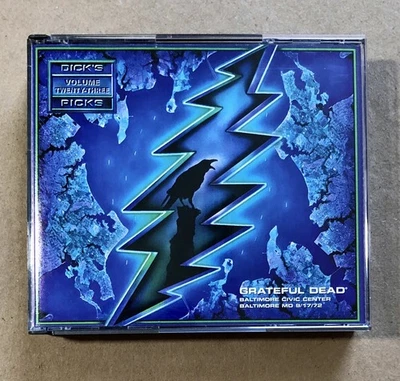 DICK'S
VOLUME
TWENTY-THREE
PICKS
GRATEFUL DEAD®
BALTIMORE CIVIC CENTER
BALTIMORE MD 9/17/72